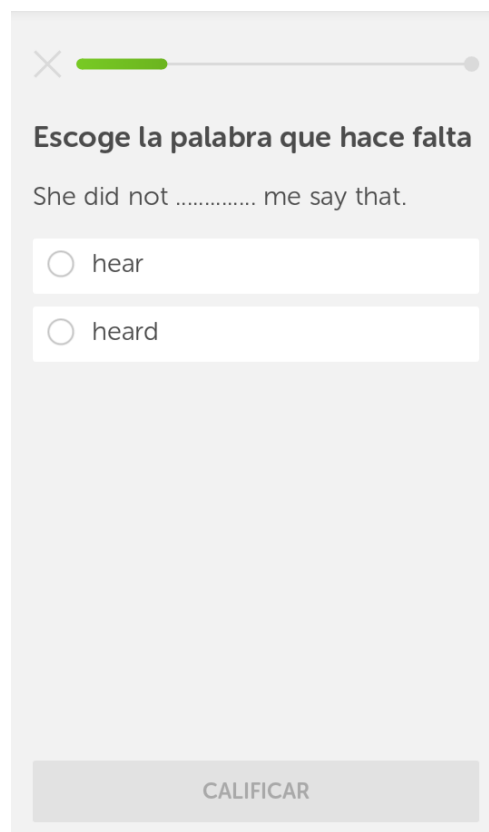 Escoge la palabra que hace falta
She did not .............. me say that.
hear
heard
CALIFICAR